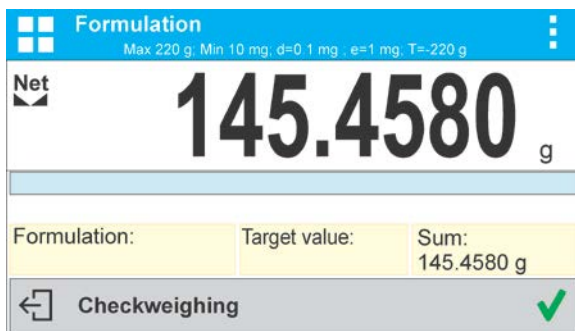 Formulation
Max 220 g; Min 10 mg; d=0.1 mg ; e=1 mg; T=-220 g
Net
145.4580 g
Formulation:
Target value:
Sum:
145.4580 g
Checkweighing